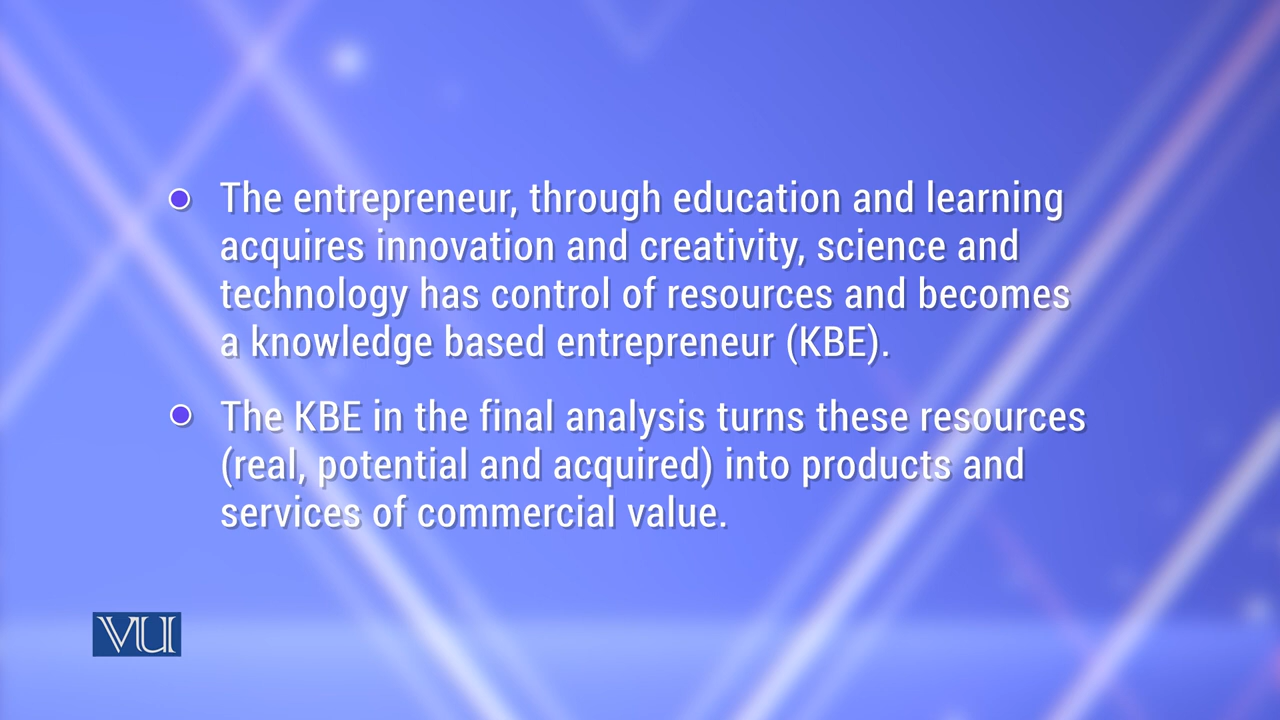 The entrepreneur, through education and learning
acquires innovation and creativity, science and
technology has control of resources and becomes
a knowledge based entrepreneur (KBE).
The KBE in the final analysis turns these resources
(real, potential and acquired) into products and
services of commercial value.
VU